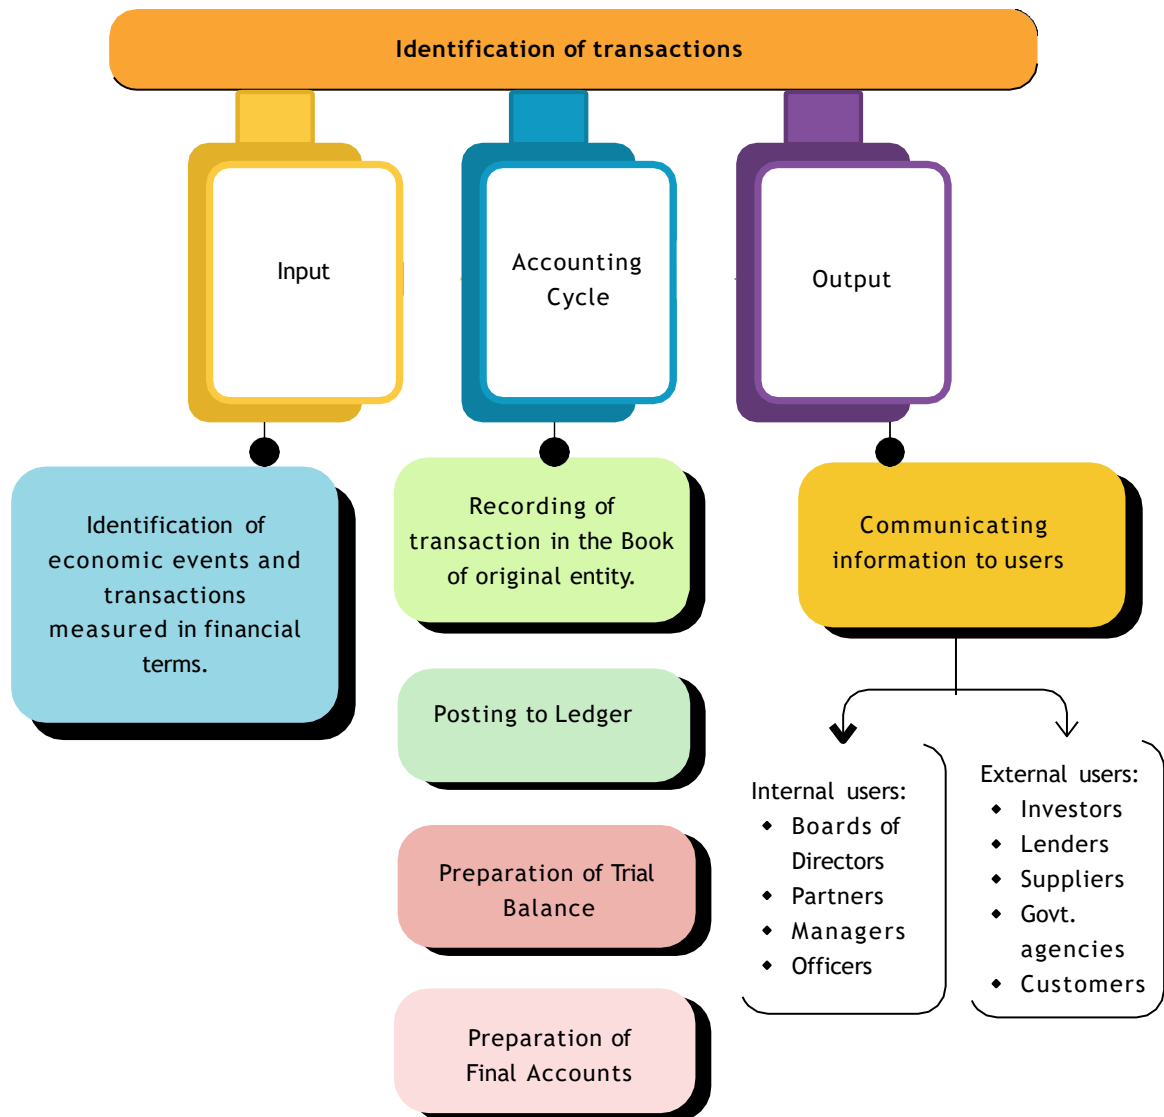 Identification of transactions
Input
Accounting
Cycle
Output
Identification of
economic events and
transactions
measured in financial
terms.
Recording of
transaction in the Book
of original entity.
Posting to Ledger
Preparation of Trial
Balance
Preparation of
Final Accounts
Communicating
information to users
Internal users:
◆ Boards of
Directors
◆ Partners
◆ Managers
◆ Officers
External users:
◆ Investors
◆ Lenders
◆ Suppliers
◆ Govt.
agencies
◆ Customers